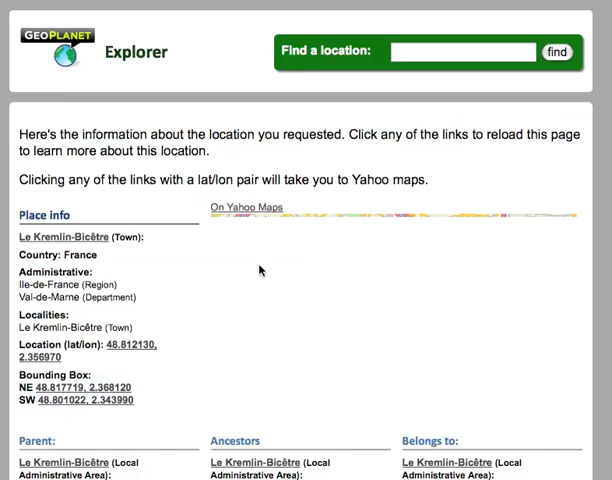 GEOPLANET
Explorer
Find a location:
find
Here's the information about the location you requested. Click any of the links to reload this page
to learn more about this location.
Clicking any of the links with a lat/lon pair will take you to Yahoo maps.
Place info
On Yahoo Maps
Le Kremlin-Bicêtre (Town):
Country: France
Administrative:
Ile-de-France (Region)
Val-de-Marne (Department)
Localities:
Le Kremlin-Bicêtre (Town)
Location (lat/lon): 48.812130,
2.356970
Bounding Box:
NE 48.817719, 2.368120
SW 48.801022, 2.343990
Parent:
Ancestors
Belongs to:
Le Kremlin-Bicêtre (Local
Administrative Area):
Le Kremlin-Bicêtre (Local
Administrative Area):
Le Kremlin-Bicêtre (Local
Administrative Area):